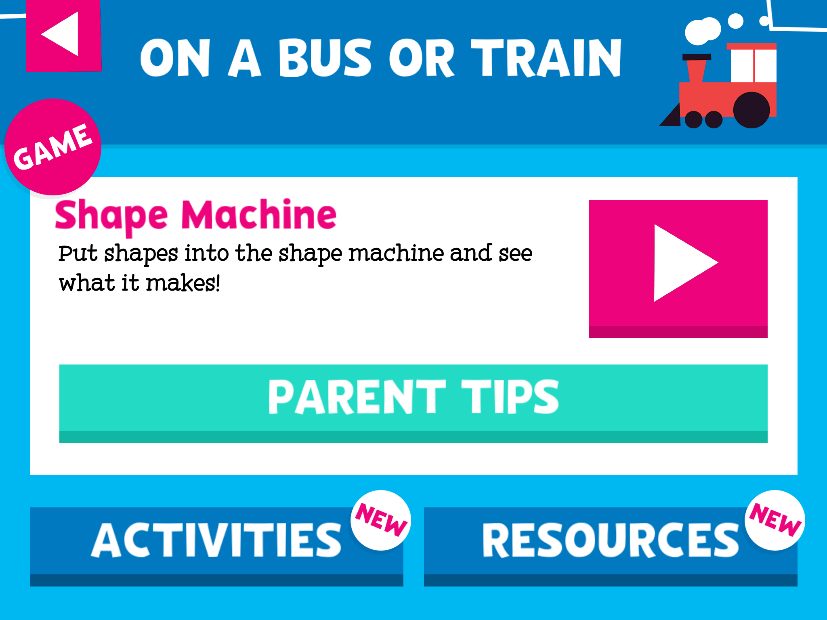 ON A BUS OR TRAIN
GAME
Shape Machine
Put shapes into the shape machine and see
what it makes!
PARENT TIPS
ACTIVITIES
NEW
RESOURCES
NEW